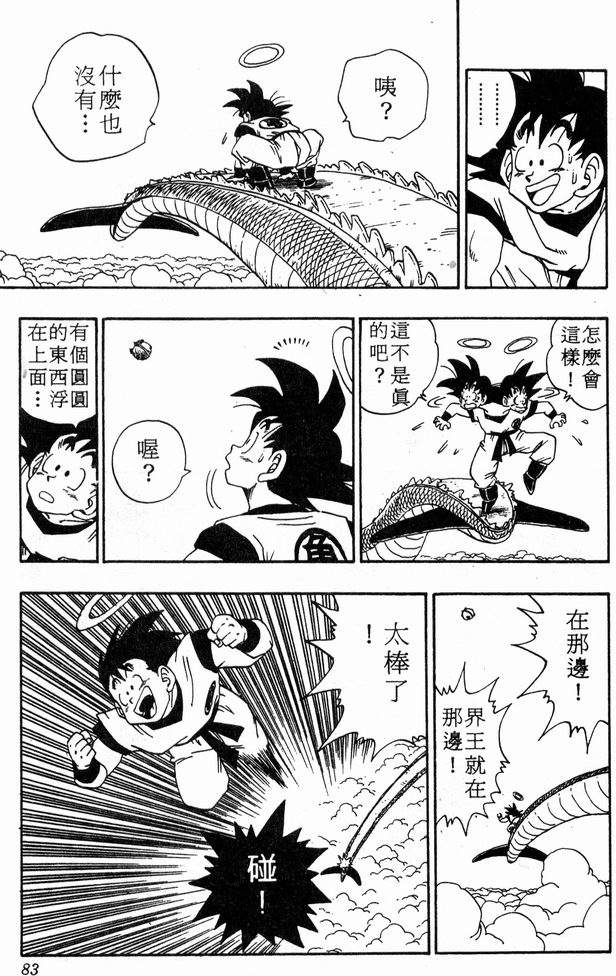 ………
………
咦？
什麼也
沒有…
怎麼會
這樣！
這不是真
的吧？
喔？
龜
有個圓圓
的東西浮
在上面…
在那邊！
界王就在
那邊！
太棒了
！
碰！
83